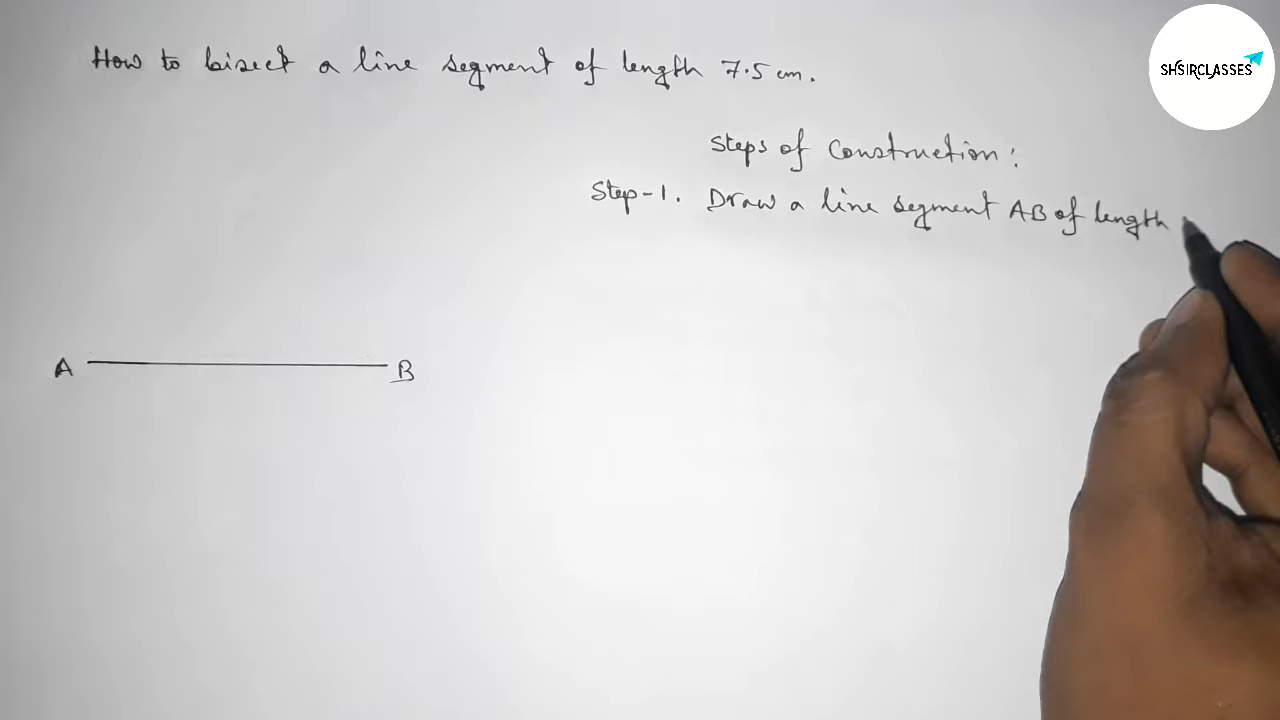 How to bisect a line segment of length 7.5 cm.
SHSIRCLASSES
Steps of Construction:
Step-1. Draw a line segment AB of length
A B